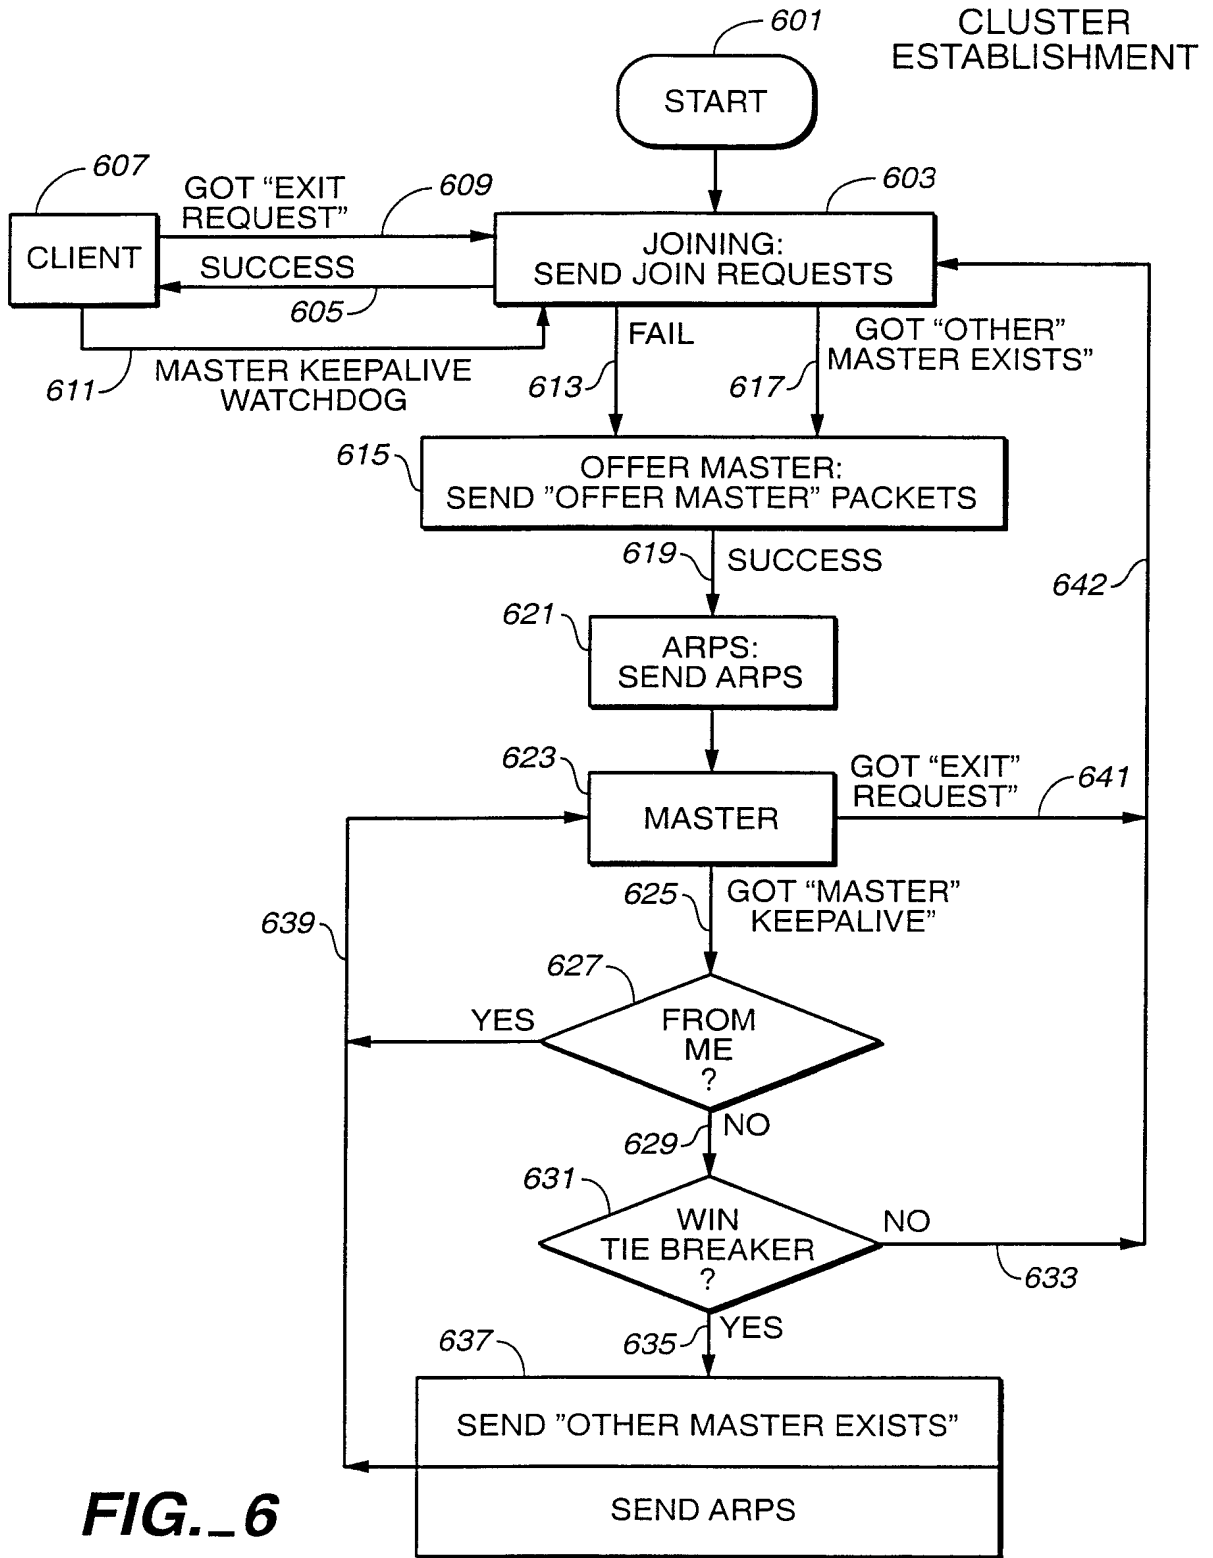 CLUSTER
ESTABLISHMENT
601
START
607
GOT “EXIT
REQUEST”
609
603
CLIENT
JOINING:
SEND JOIN REQUESTS
SUCCESS
605
611
MASTER KEEPALIVE
WATCHDOG
FAIL
613
GOT “OTHER”
MASTER EXISTS”
617
615
OFFER MASTER:
SEND ”OFFER MASTER” PACKETS
619
SUCCESS
642
621
ARPS:
SEND ARPS
623
MASTER
GOT “EXIT”
REQUEST”
641
625
GOT “MASTER”
KEEPALIVE”
639
627
YES
FROM
ME
?
629
NO
631
WIN
TIE BREAKER
?
NO
633
635
YES
637
SEND ”OTHER MASTER EXISTS”
SEND ARPS
FIG._6